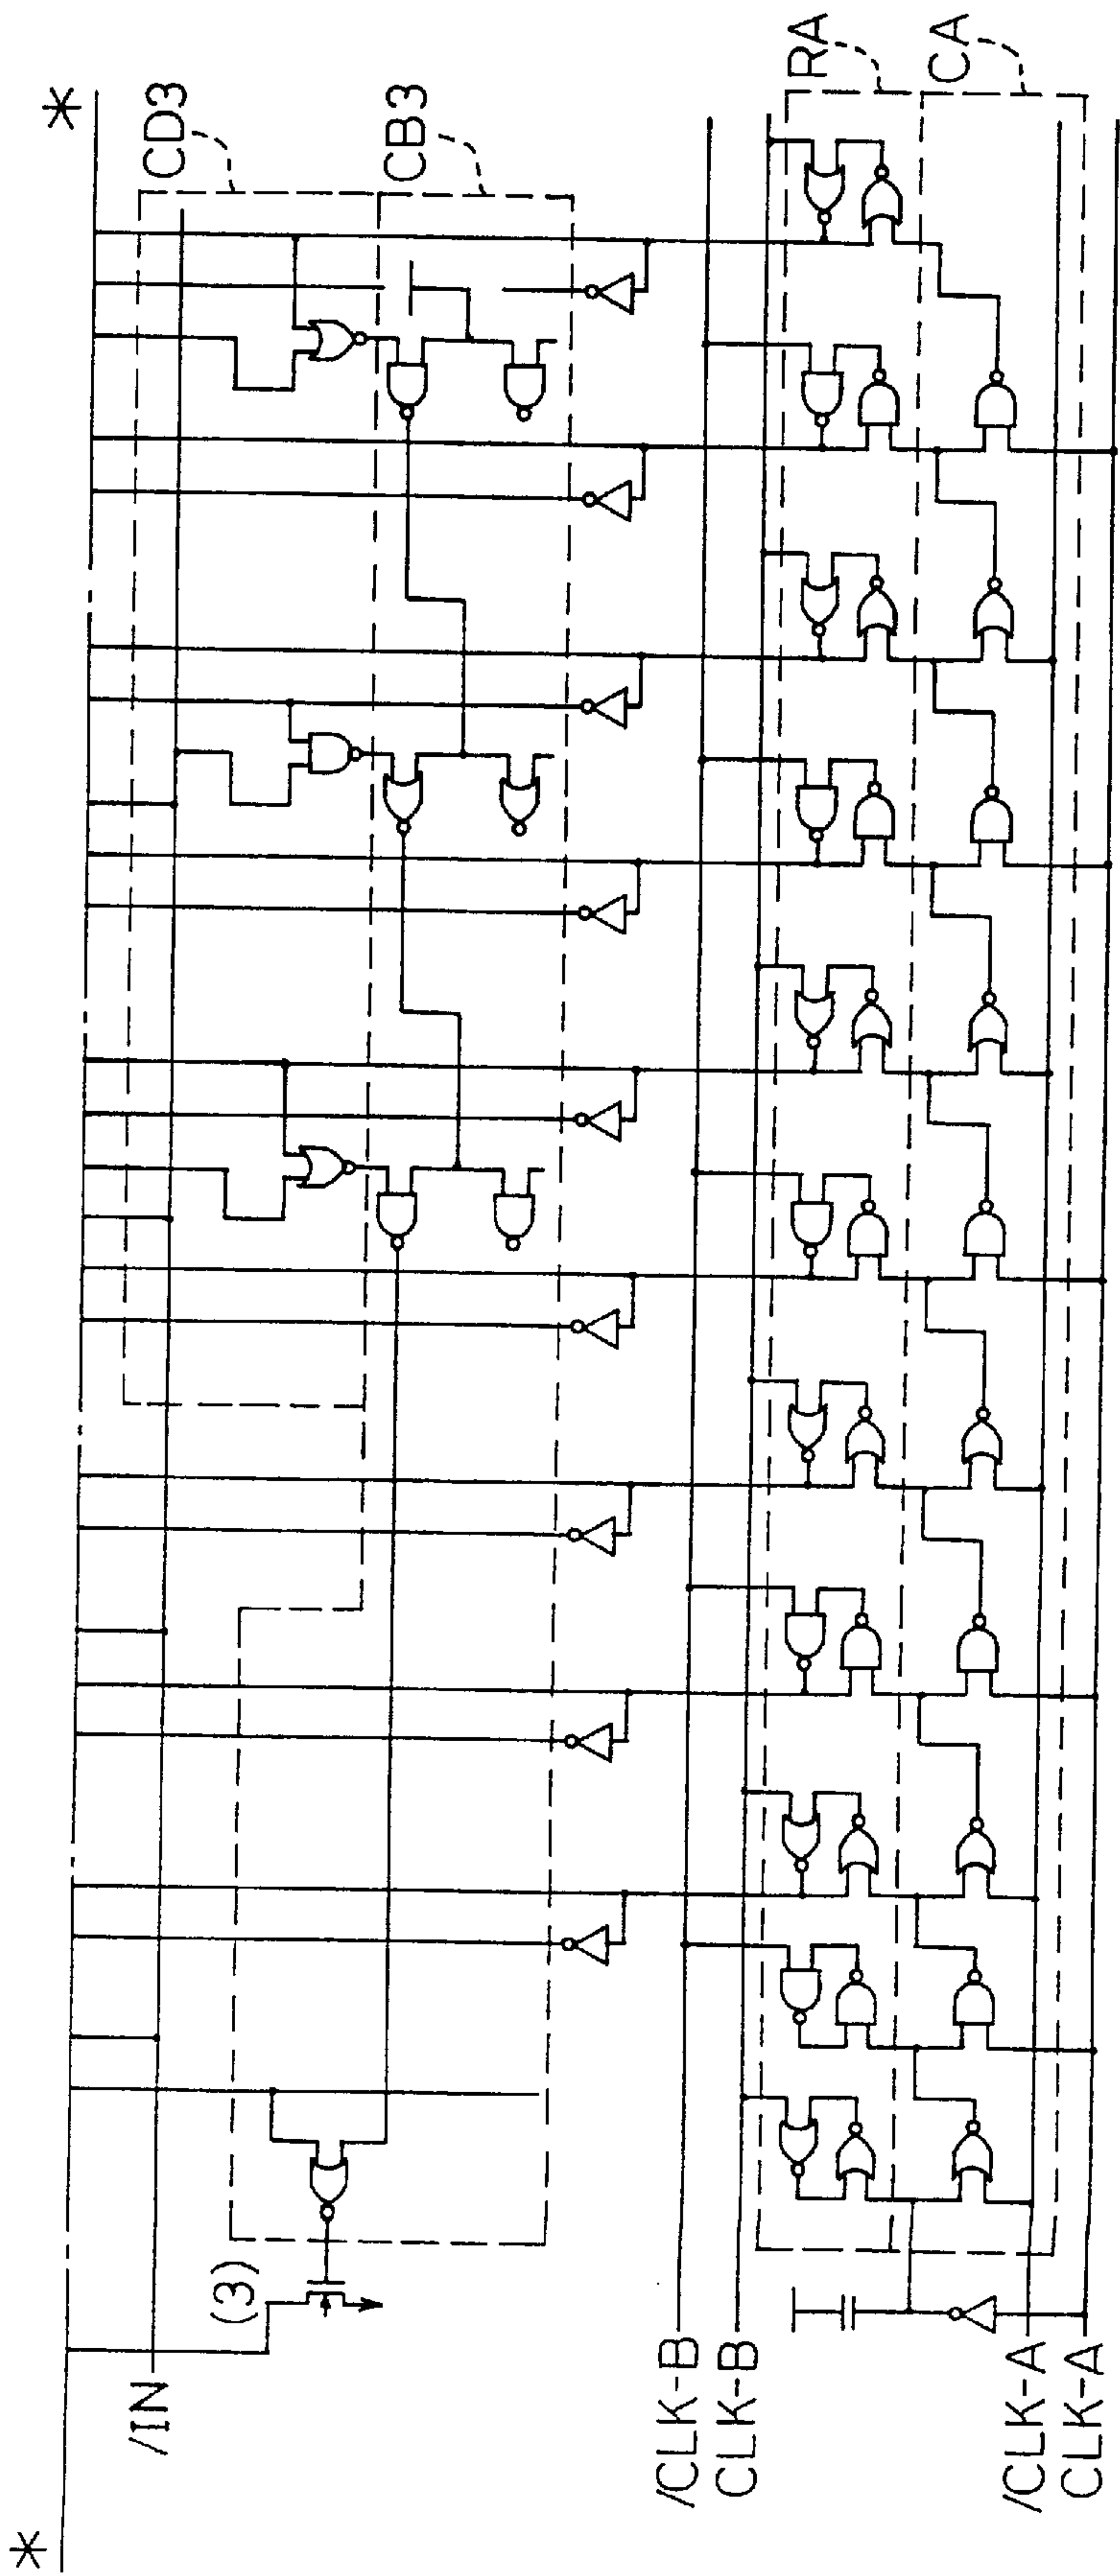 *
CD3
CB3
RA
CA
(3)
/IN
/CLK-B
CLK-B
/CLK-A
CLK-A
*